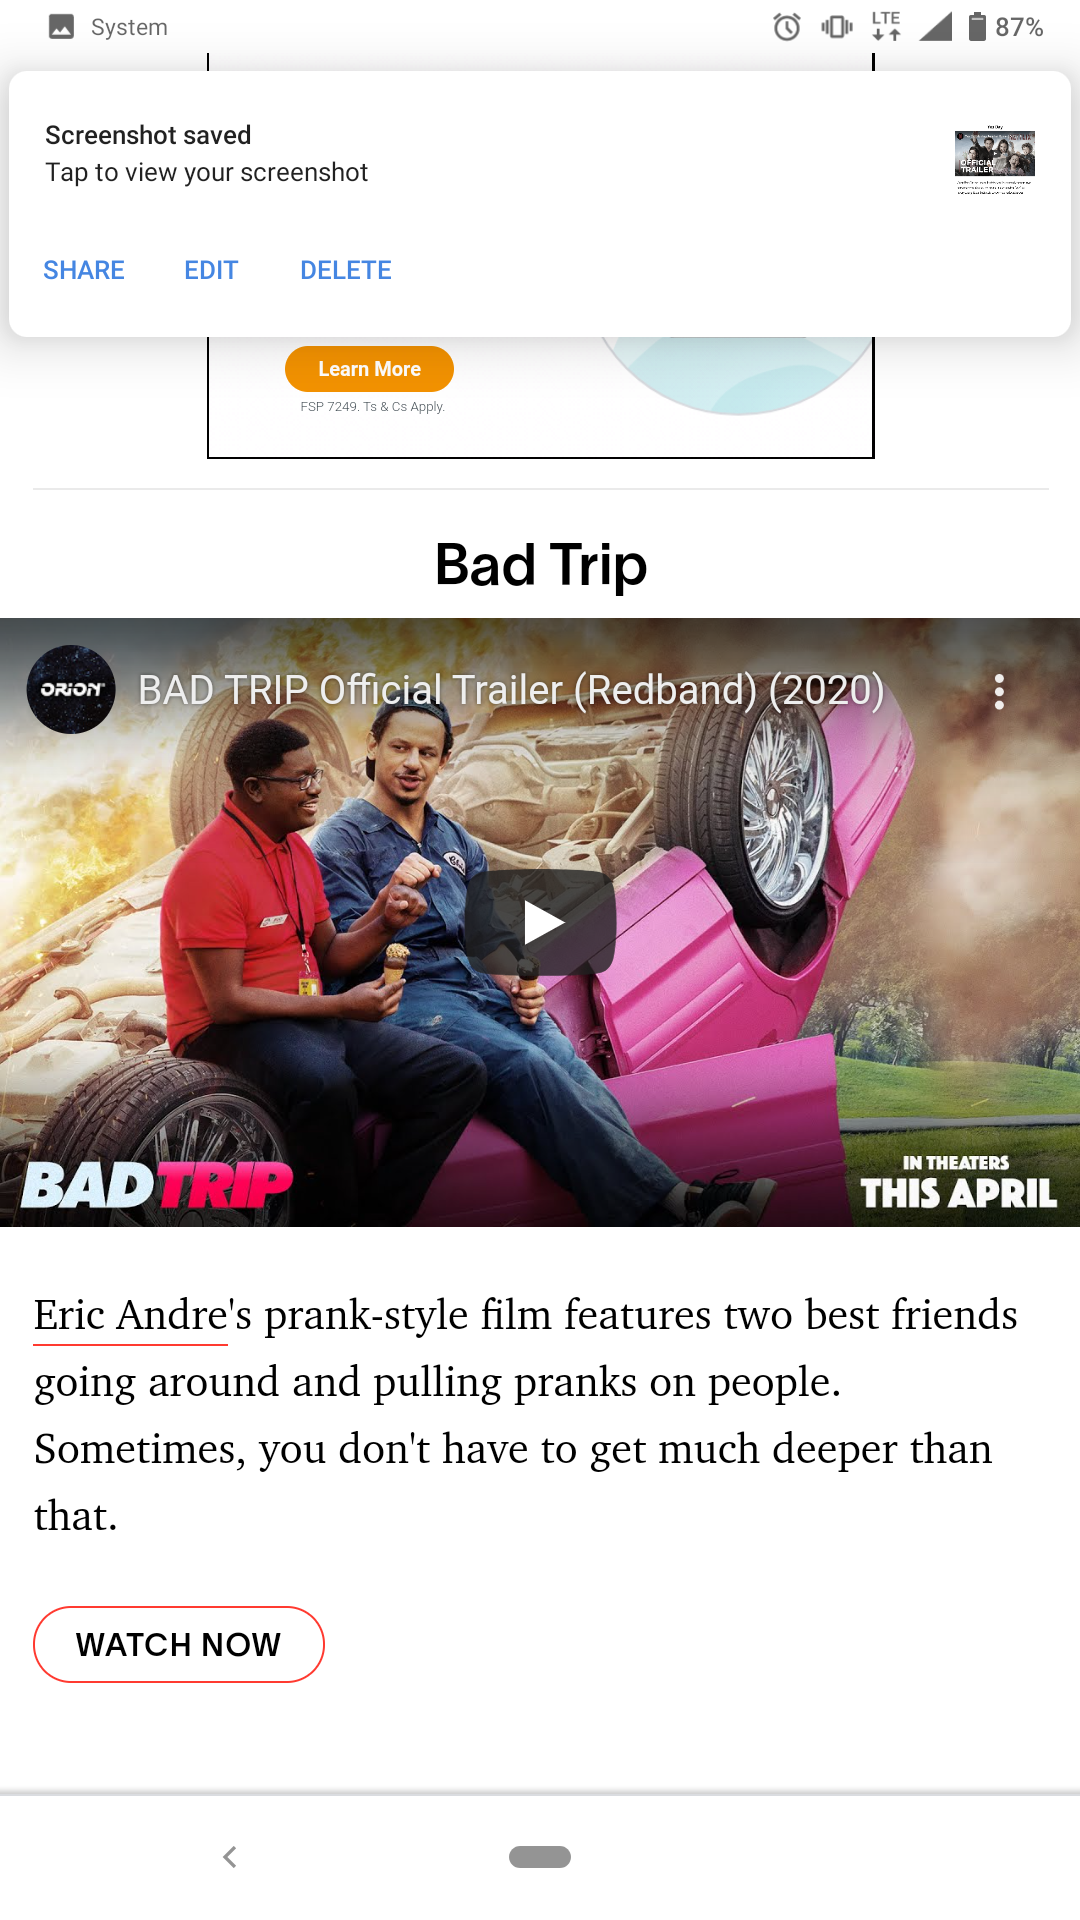 System
LTE
87%
Screenshot saved
Tap to view your screenshot
OFFICIAL
TRAILER
SHARE EDIT DELETE
Learn More
FSP 7249. Ts & Cs Apply.
Bad Trip
ORION
BAD TRIP Official Trailer (Redband) (2020)
BAD TRIP
IN THEATERS
THIS APRIL
Eric Andre's prank-style film features two best friends
going around and pulling pranks on people.
Sometimes, you don't have to get much deeper than
that.
WATCH NOW